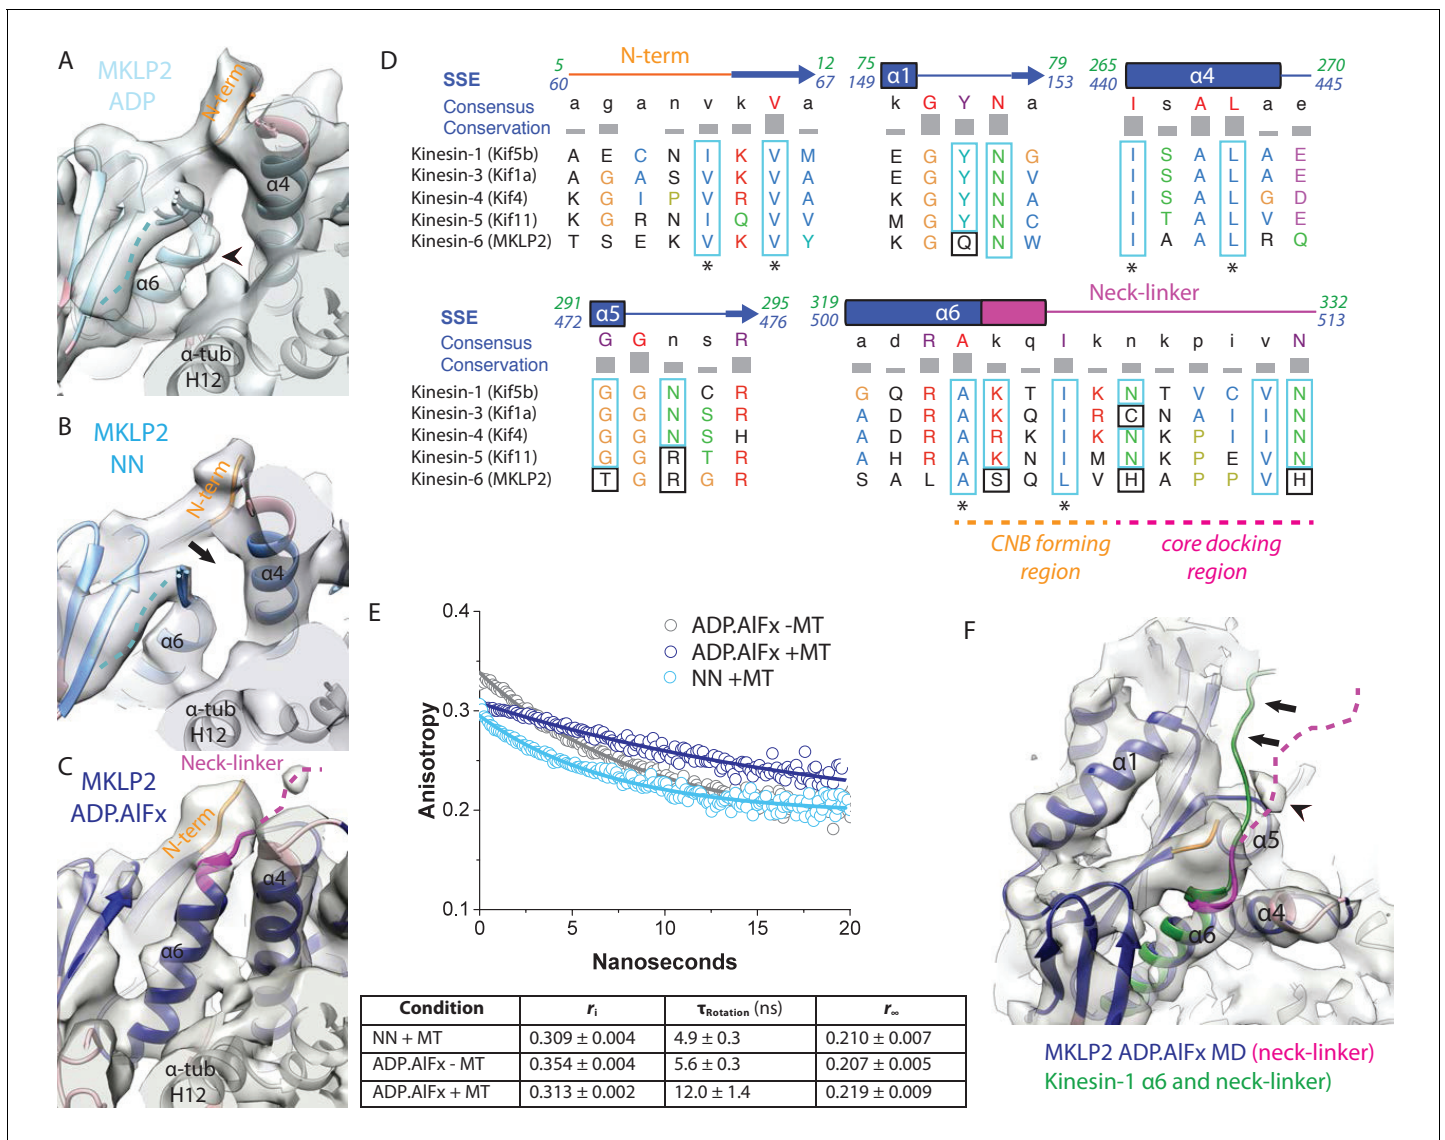 A
MKLP2
ADP
N-term
α4
α6
α-tub
H12
B
MKLP2
NN
N-term
α4
α6
α-tub
H12
C
Neck-linker
MKLP2
ADP.AlFx
N-term
α4
α6
α-tub
H12
D
N-term
5 12 75 79 265 270
SSE 60 67 149 α1 153 440 α4 445
Consensus a g a n v k V a k G Y N a I s A L a e
Conservation
Kinesin-1 (Kif5b) A E C N I K V M E G Y N G I S A L A E
Kinesin-3 (Kif1a) A G A S V K V A E G Y N V I S A L A E
Kinesin-4 (Kif4) K G I P V R V A K G Y N A I S A L G D
Kinesin-5 (Kif11) K G R N I Q V V M G Y N C I T A L V E
Kinesin-6 (MKLP2) T S E K V K V Y K G Q N W I A A L R Q
* * * *
Neck-linker
291 295 319 332
SSE 472 α5 476 500 α6 513
Consensus G G n s R a d R A k q I k n k p i v N
Conservation
Kinesin-1 (Kif5b) G G N C R G Q R A K T I K N T V C V N
Kinesin-3 (Kif1a) G G N S R A D R A K Q I R C N A I I N
Kinesin-4 (Kif4) G G N S H A D R A R K I K N K P I I N
Kinesin-5 (Kif11) G G R T R A H R A K N I M N K P E V N
Kinesin-6 (MKLP2) T G R G R S A L A S Q L V H A P P V H
* *
CNB forming
region
core docking
region
E
0.4
0.3
0.2
0.1
Anisotropy
ADP.AlFx -MT
ADP.AlFx +MT
NN +MT
0 5 10 15 20
Nanoseconds
Condition rᵢ τRotation (ns) r∞
NN + MT 0.309 ± 0.004 4.9 ± 0.3 0.210 ± 0.007
ADP.AlFx - MT 0.354 ± 0.004 5.6 ± 0.3 0.207 ± 0.005
ADP.AlFx + MT 0.313 ± 0.002 12.0 ± 1.4 0.219 ± 0.009
F
α1
α5
α4
α6
MKLP2 ADP.AlFx MD (neck-linker)
Kinesin-1 α6 and neck-linker)